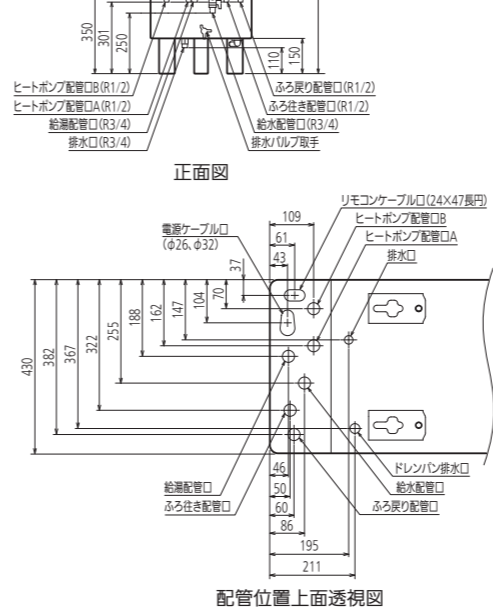 350
301
250
110
150
ヒートポンプ配管口B(R1/2)
ヒートポンプ配管口A(R1/2)
給湯配管口(R3/4)
排水口(R3/4)
ふろ戻り配管口(R1/2)
ふろ往き配管口(R1/2)
給水配管口(R3/4)
排水バルブ取手
正面図
リモコンケーブル口(24×47長円)
ヒートポンプ配管口B
ヒートポンプ配管口A
排水口
電源ケーブル口
(φ26、φ32)
109
61
43
37
70
104
147
162
188
255
322
367
382
430
46
50
60
86
195
211
給湯配管口
ふろ往き配管口
ドレンパン排水口
給水配管口
ふろ戻り配管口
配管位置上面透視図